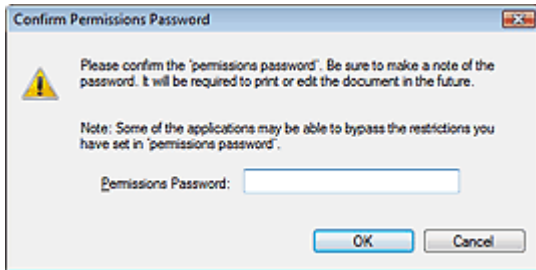 Confirm Permissions Password
Please confirm the 'permissions password'. Be sure to make a note of the
password. It will be required to print or edit the document in the future.
Note: Some of the applications may be able to bypass the restrictions you
have set in 'permissions password'.
Permissions Password:
OK Cancel